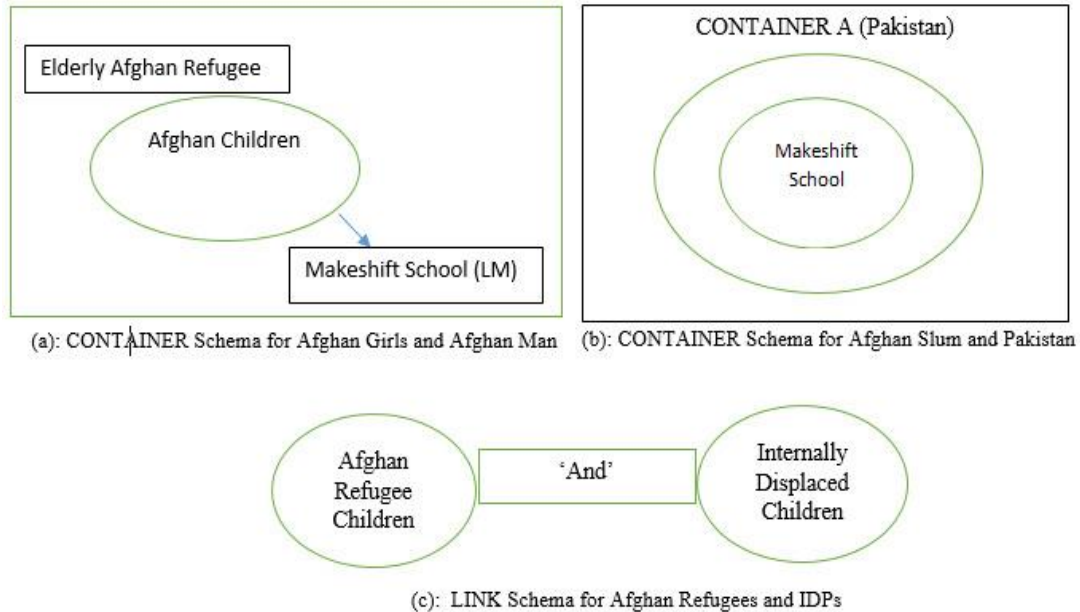 Elderly Afghan Refugee
Afghan Children
Makeshift School (LM)
(a): CONTAINER Schema for Afghan Girls and Afghan Man
CONTAINER A (Pakistan)
Makeshift
School
(b): CONTAINER Schema for Afghan Slum and Pakistan
Afghan
Refugee
Children
‘And’
Internally
Displaced
Children
(c): LINK Schema for Afghan Refugees and IDPs